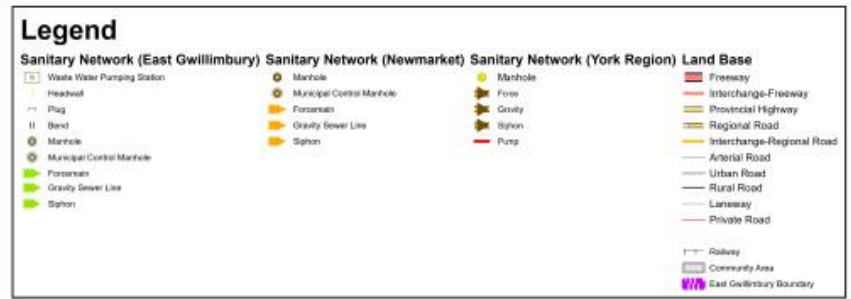 Legend
Sanitary Network (East Gwillimbury)
Waste Water Pumping Station
Headwall
Plug
Bend
Manhole
Municipal Control Manhole
Forcemain
Gravity Sewer Line
Siphon
Sanitary Network (Newmarket)
Manhole
Municipal Control Manhole
Forcemain
Gravity Sewer Line
Siphon
Sanitary Network (York Region)
Manhole
Force
Gravity
Siphon
Pump
Land Base
Freeway
Interchange-Freeway
Provincial Highway
Regional Road
Interchange-Regional Road
Arterial Road
Urban Road
Rural Road
Laneway
Private Road
Railway
Community Area
East Gwillimbury Boundary